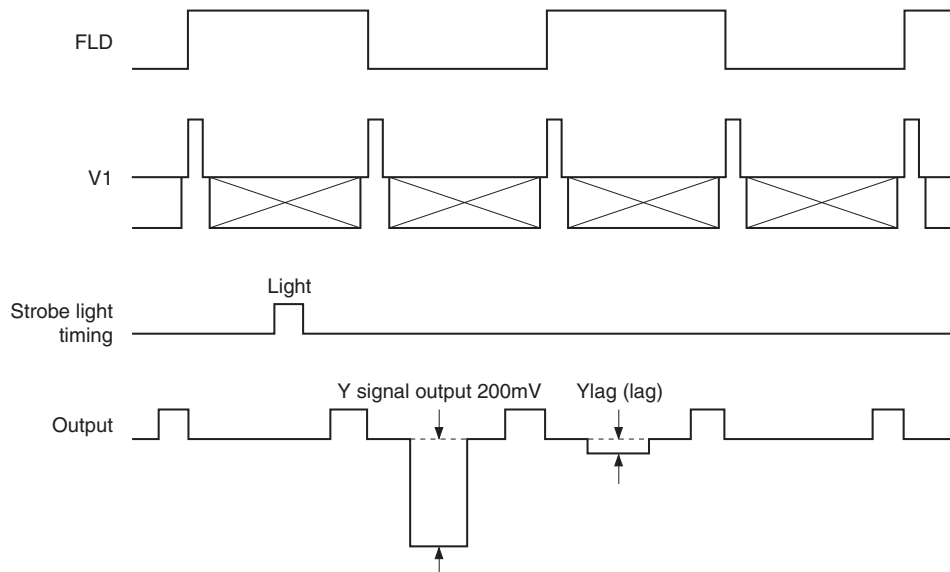 FLD
V1
Light
Strobe light
timing
Y signal output 200mV
Ylag (lag)
Output